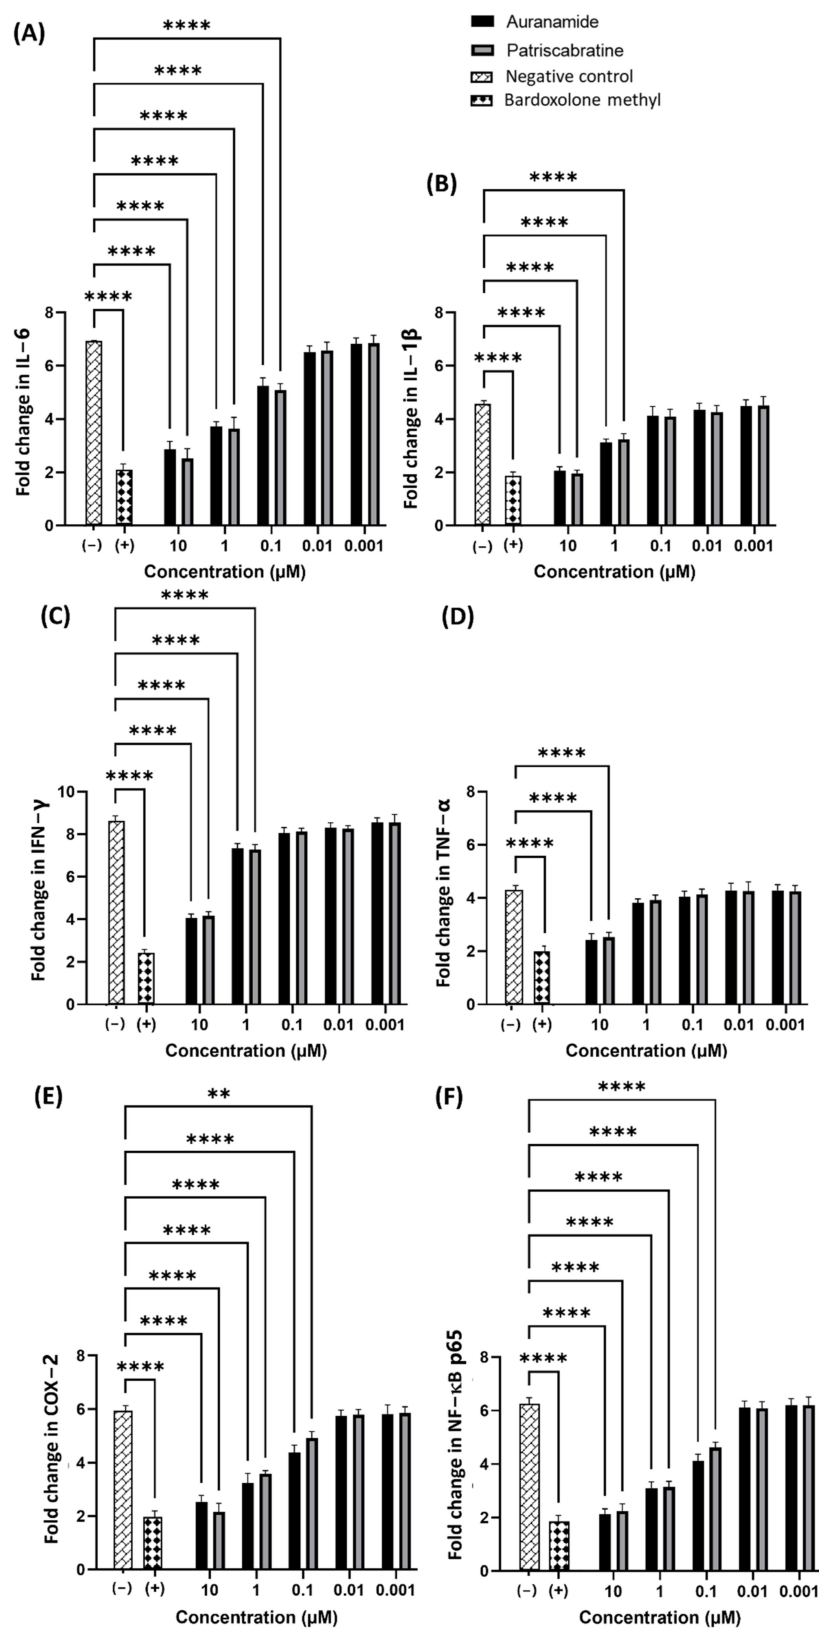 (A)
Auranamide
Patriscabratine
Negative control
Bardoxolone methyl
****
****
****
****
****
****
****
Fold change in IL−6
8
6
4
2
0
(−) (+) 10 1 0.1 0.01 0.001
Concentration (µM)
(B)
****
****
****
****
****
Fold change in IL−1β
8
6
4
2
0
(−) (+) 10 1 0.1 0.01 0.001
Concentration (µM)
(C)
****
****
****
****
****
Fold change in IFN−γ
10
8
6
4
2
0
(−) (+) 10 1 0.1 0.01 0.001
Concentration (µM)
(D)
****
****
****
Fold change in TNF−α
8
6
4
2
0
(−) (+) 10 1 0.1 0.01 0.001
Concentration (µM)
(E)
**
****
****
****
****
****
****
Fold change in COX−2
8
6
4
2
0
(−) (+) 10 1 0.1 0.01 0.001
Concentration (µM)
(F)
****
****
****
****
****
****
****
Fold change in NF−κB p65
8
6
4
2
0
(−) (+) 10 1 0.1 0.01 0.001
Concentration (µM)